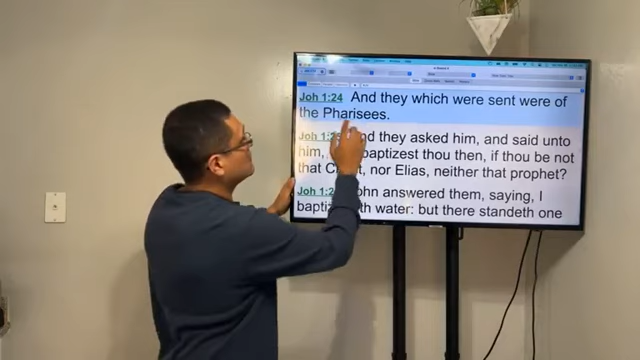 Joh 1:24 And they which were sent were of
the Pharisees.
Joh 1: nd they asked him, and said unto
him, baptizest thou then, if thou be not
that C t, nor Elias, neither that prophet?
Joh 1:2 ohn answered them, saying, I
baptiz th water: but there standeth one